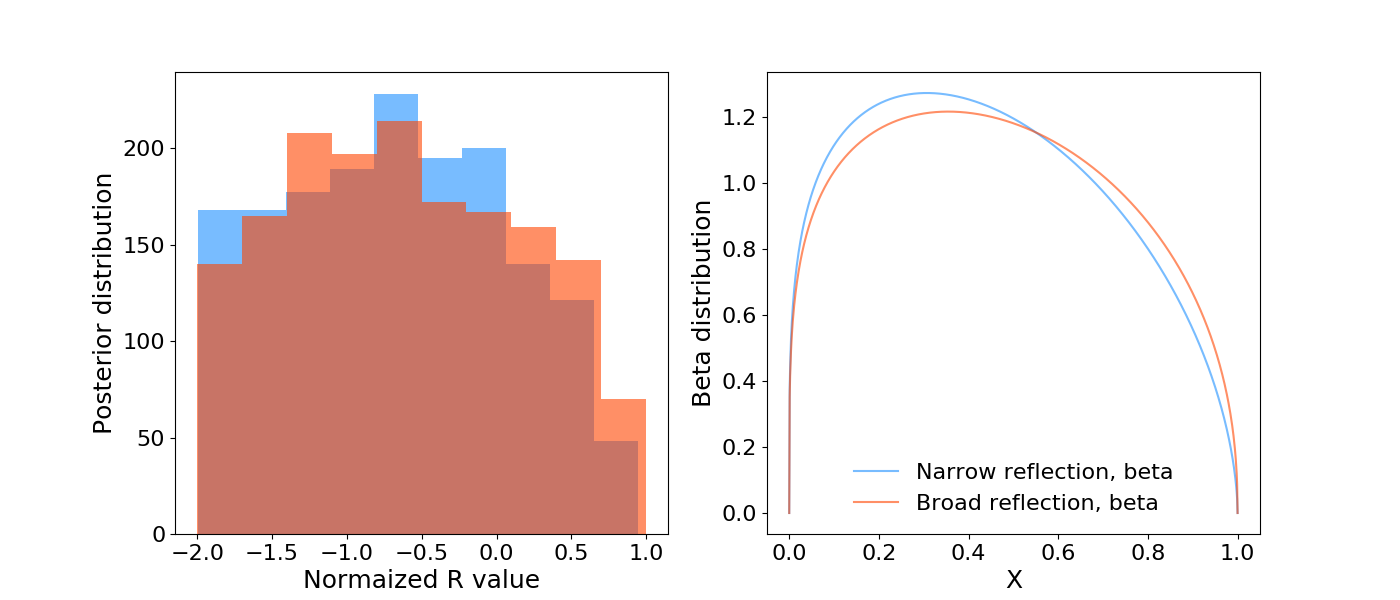 Posterior distribution
200
150
100
50
0
−2.0 −1.5 −1.0 −0.5 0.0 0.5 1.0
Normaized R value
Beta distribution
1.2
1.0
0.8
0.6
0.4
0.2
0.0
Narrow reflection, beta
Broad reflection, beta
0.0 0.2 0.4 0.6 0.8 1.0
X